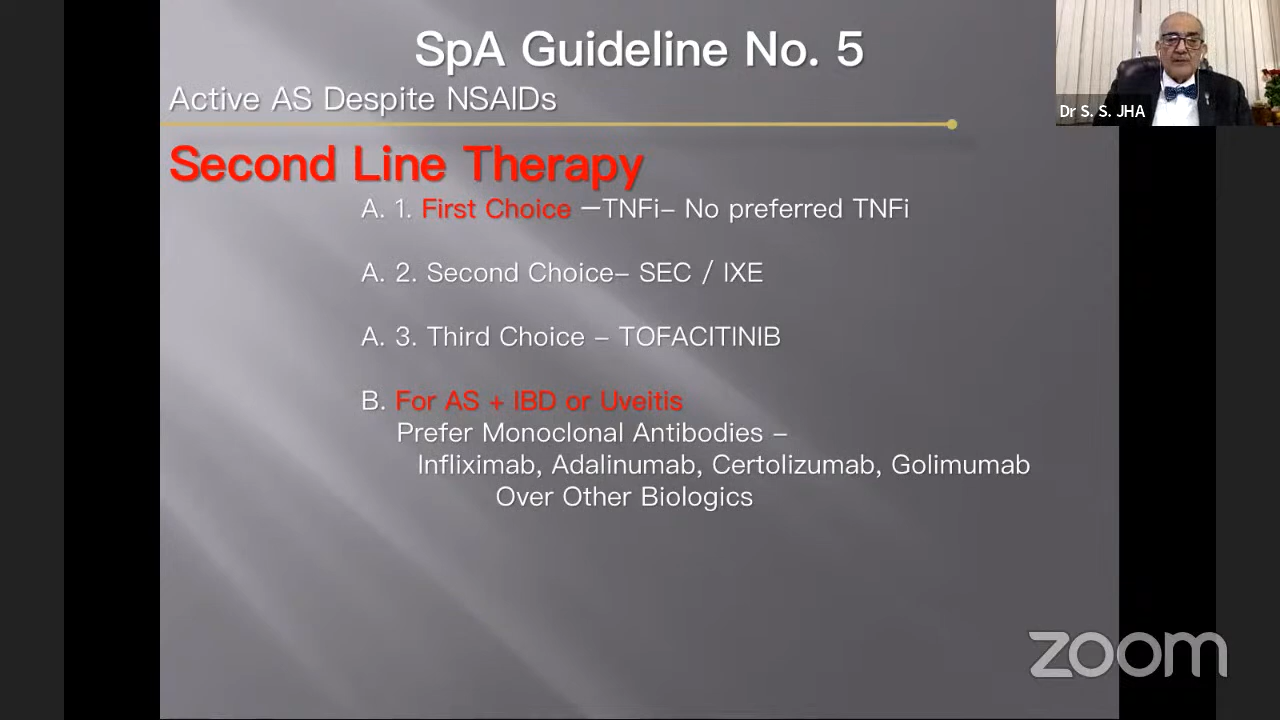 SpA Guideline No. 5
Active AS Despite NSAIDs
Second Line Therapy
A. 1. First Choice —TNFi– No preferred TNFi
A. 2. Second Choice– SEC / IXE
A. 3. Third Choice – TOFACITINIB
B. For AS + IBD or Uveitis
Prefer Monoclonal Antibodies –
Infliximab, Adalinumab, Certolizumab, Golimumab
Over Other Biologics
Dr S. S. JHA
zoom